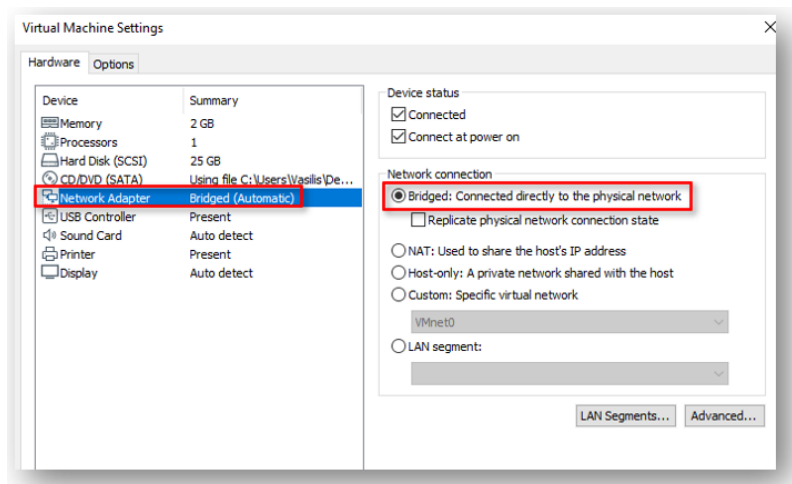 Virtual Machine Settings
Hardware Options
Device Summary
Memory 2 GB
Processors 1
Hard Disk (SCSI) 25 GB
CD/DVD (SATA) Using file C:\Users\Vasilis\De...
Network Adapter Bridged (Automatic)
USB Controller Present
Sound Card Auto detect
Printer Present
Display Auto detect
Device status
Connected
Connect at power on
Network connection
Bridged: Connected directly to the physical network
Replicate physical network connection state
NAT: Used to share the host's IP address
Host-only: A private network shared with the host
Custom: Specific virtual network
VMnet0
LAN segment:
LAN Segments... Advanced...